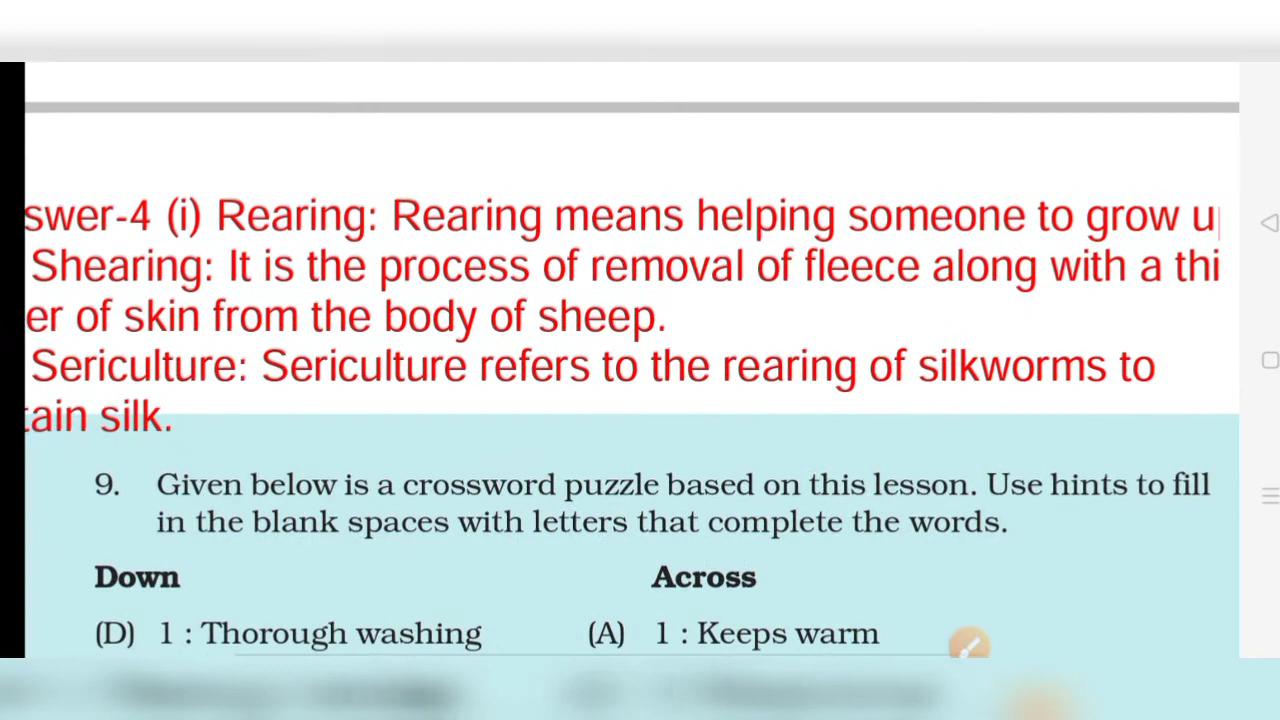 swer-4 (i) Rearing: Rearing means helping someone to grow u
Shearing: It is the process of removal of fleece along with a thi
er of skin from the body of sheep.
Sericulture: Sericulture refers to the rearing of silkworms to
tain silk.
9. Given below is a crossword puzzle based on this lesson. Use hints to fill
in the blank spaces with letters that complete the words.
Down Across
(D) 1 : Thorough washing (A) 1 : Keeps warm